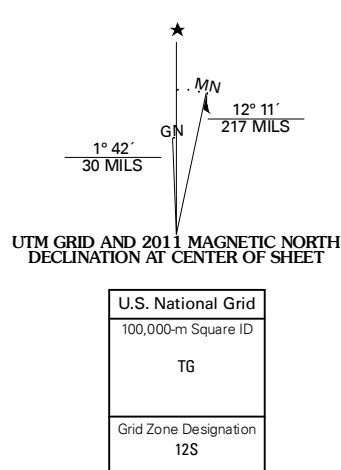 ★
MN
GN
12° 11´
217 MILS
1° 42´
30 MILS
UTM GRID AND 2011 MAGNETIC NORTH
DECLINATION AT CENTER OF SHEET
U.S. National Grid
100,000-m Square ID
TG
Grid Zone Designation
12S